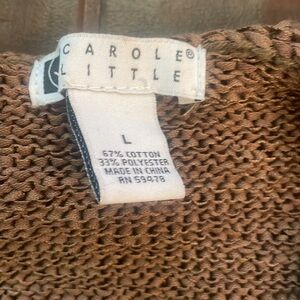 CAROLE®
LITTLE
L
67% COTTON
33% POLYESTER
MADE IN CHINA
RN 59478